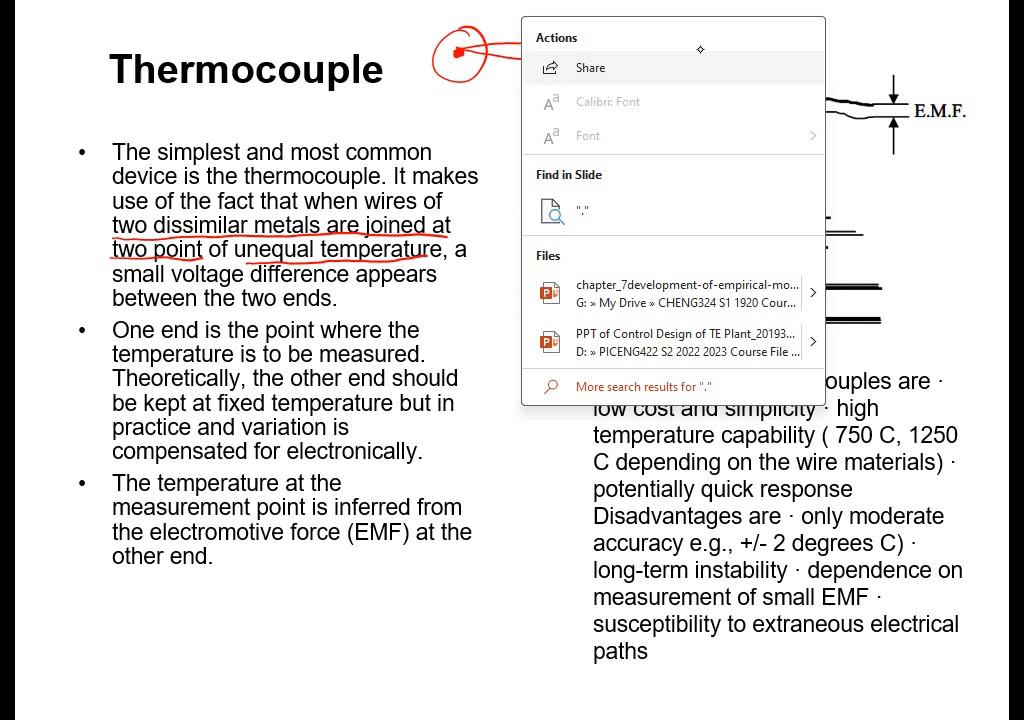 Thermocouple
• The simplest and most common
device is the thermocouple. It makes
use of the fact that when wires of
two dissimilar metals are joined at
two point of unequal temperature, a
small voltage difference appears
between the two ends.
• One end is the point where the
temperature is to be measured.
Theoretically, the other end should
be kept at fixed temperature but in
practice and variation is
compensated for electronically.
• The temperature at the
measurement point is inferred from
the electromotive force (EMF) at the
other end.
Actions
Share
Calibri: Font
Font
Find in Slide
"."
Files
chapter_7development-of-empirical-mo...
G: » My Drive » CHENG324 S1 1920 Cour...
PPT of Control Design of TE Plant_20193...
D: » PICENG422 S2 2022 2023 Course File ...
More search results for "."
E.M.F.
ouples are ·
low cost and simplicity · high
temperature capability ( 750 C, 1250
C depending on the wire materials) ·
potentially quick response
Disadvantages are · only moderate
accuracy e.g., +/- 2 degrees C) ·
long-term instability · dependence on
measurement of small EMF ·
susceptibility to extraneous electrical
paths